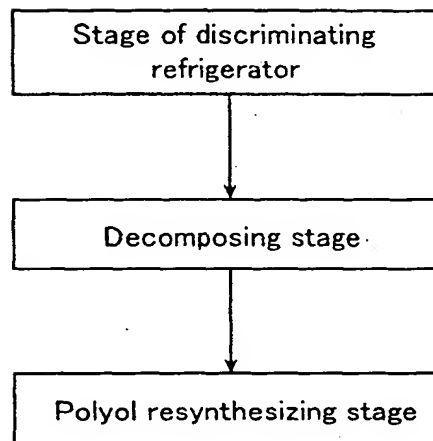 Stage of discriminating
refrigerator
Decomposing stage
Polyol resynthesizing stage